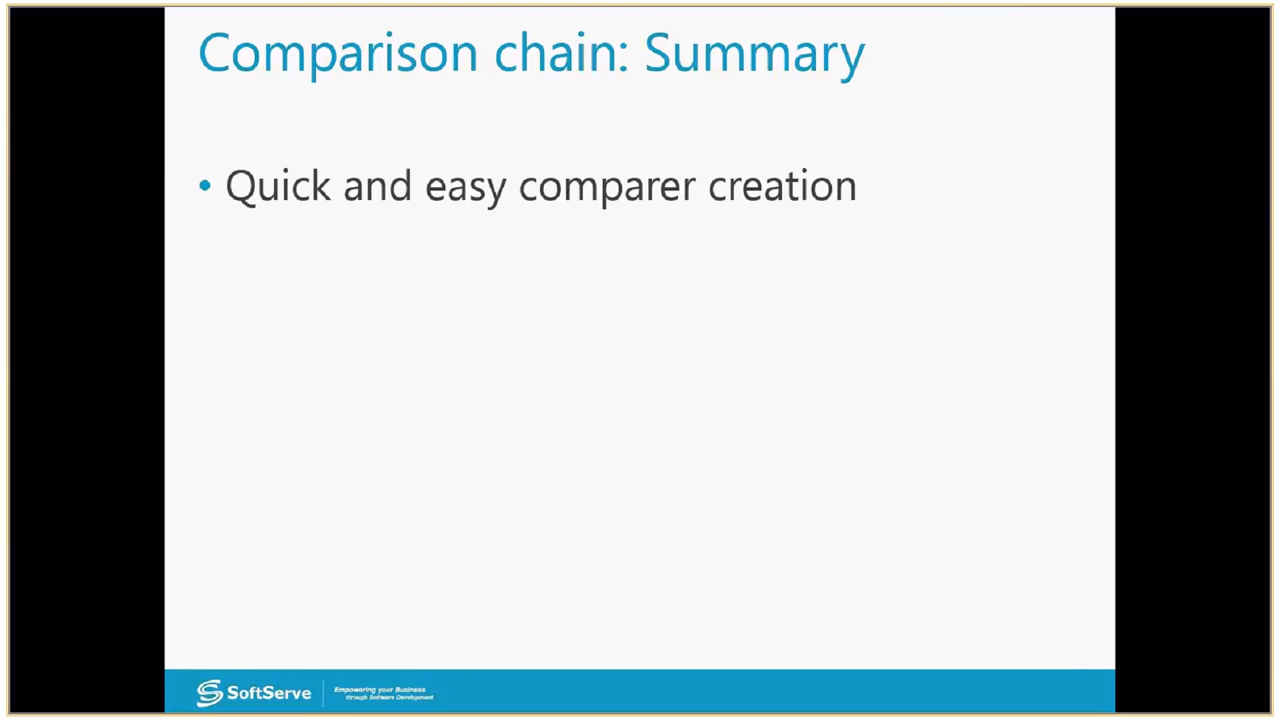 Comparison chain: Summary
• Quick and easy comparer creation
SoftServe
Empowering your Business
through Software Development